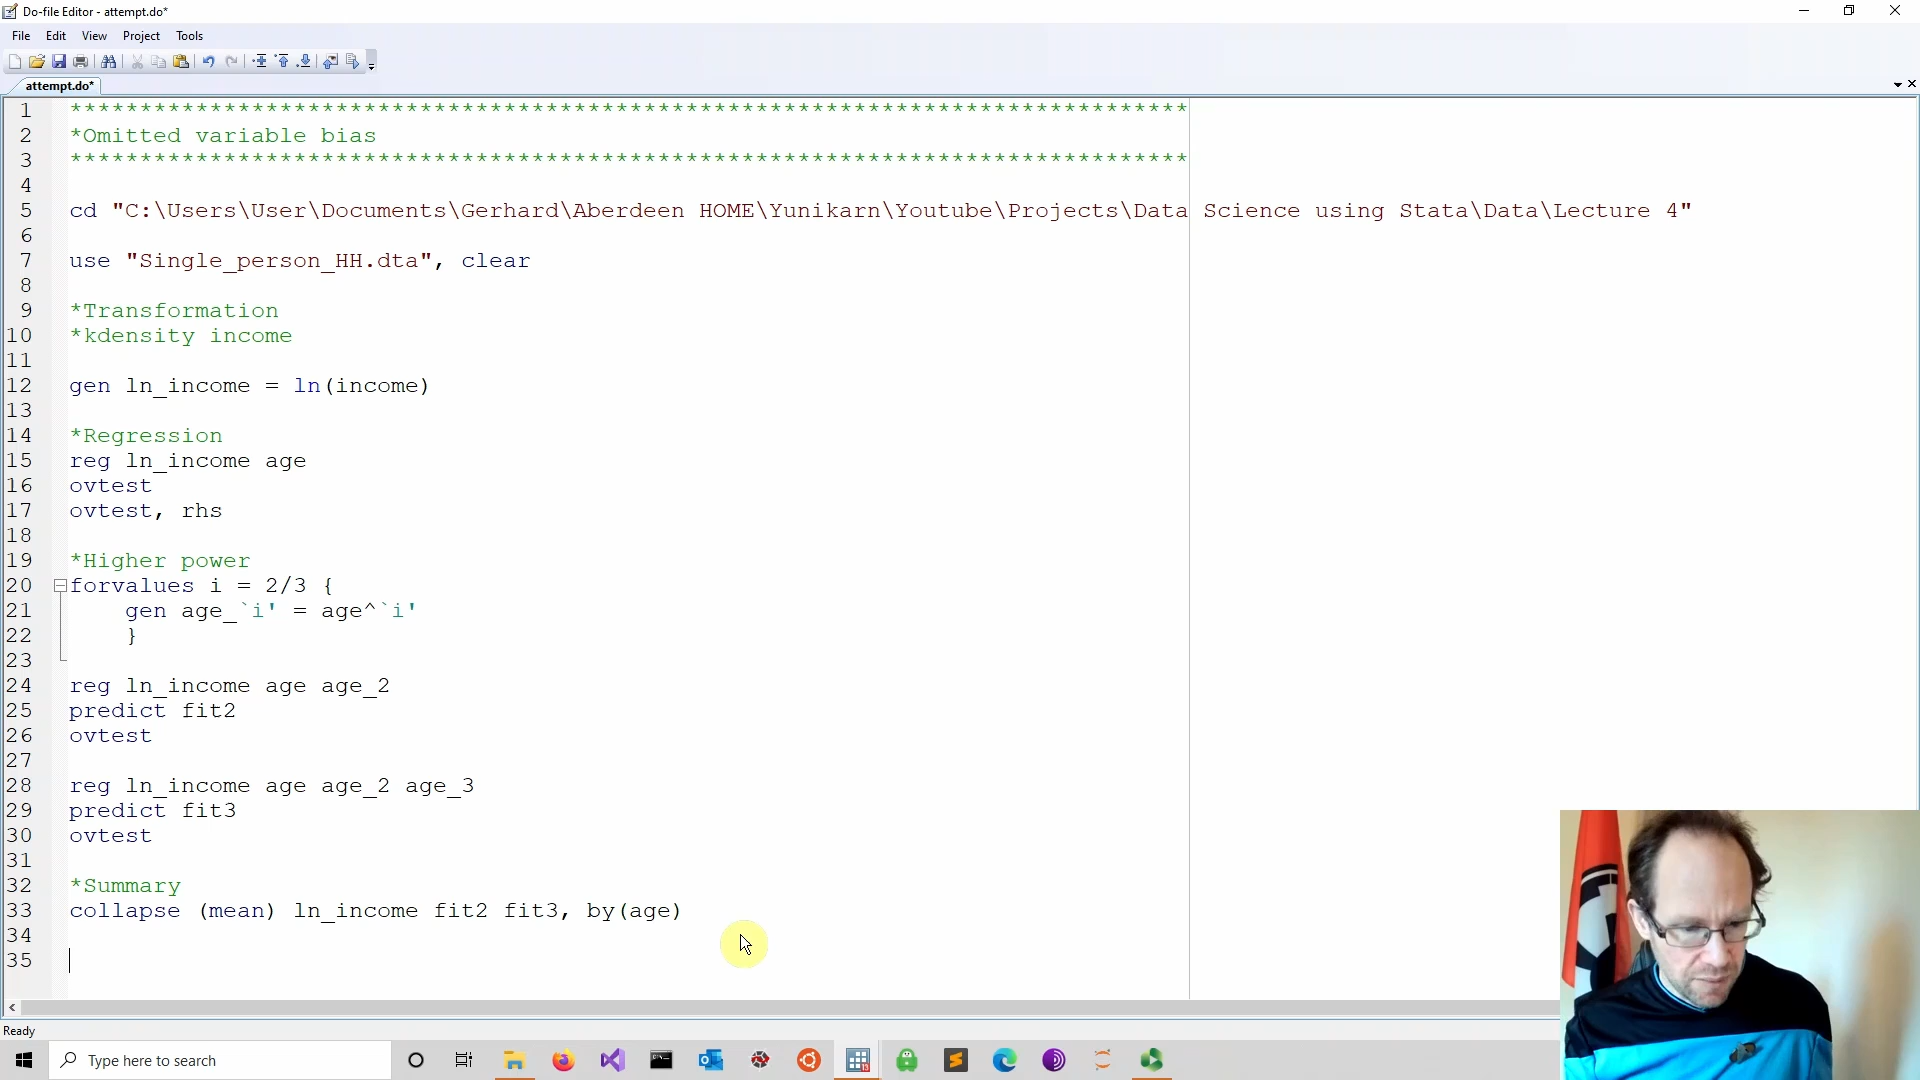 Do-file Editor - attempt.do*
File Edit View Project Tools
attempt.do*
1 ********************************************************************************
2 *Omitted variable bias
3 ********************************************************************************
4
5 cd "C:\Users\User\Documents\Gerhard\Aberdeen HOME\Yunikarn\Youtube\Projects\Data Science using Stata\Data\Lecture 4"
6
7 use "Single_person_HH.dta", clear
8
9 *Transformation
10 *kdensity income
11
12 gen ln_income = ln(income)
13
14 *Regression
15 reg ln_income age
16 ovtest
17 ovtest, rhs
18
19 *Higher power
20 forvalues i = 2/3 {
21 gen age_`i' = age^`i'
22 }
23
24 reg ln_income age age_2
25 predict fit2
26 ovtest
27
28 reg ln_income age age_2 age_3
29 predict fit3
30 ovtest
31
32 *Summary
33 collapse (mean) ln_income fit2 fit3, by(age)
34
35
Ready
Type here to search
13